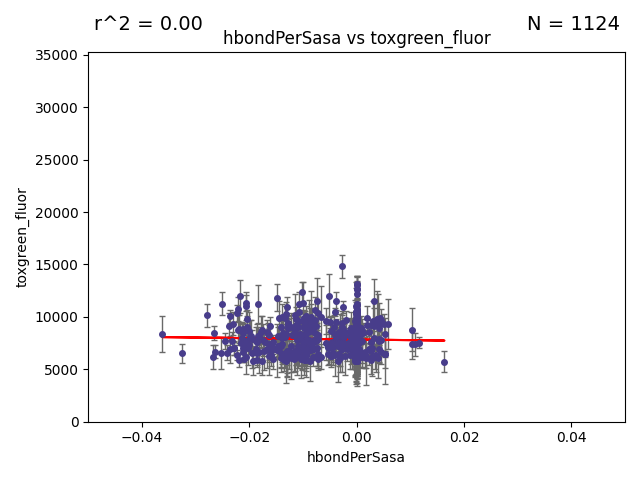 r^2 = 0.00
N = 1124
hbondPerSasa vs toxgreen_fluor
35000
30000
25000
20000
15000
10000
5000
0
toxgreen_fluor
−0.04
−0.02
0.00
0.02
0.04
hbondPerSasa